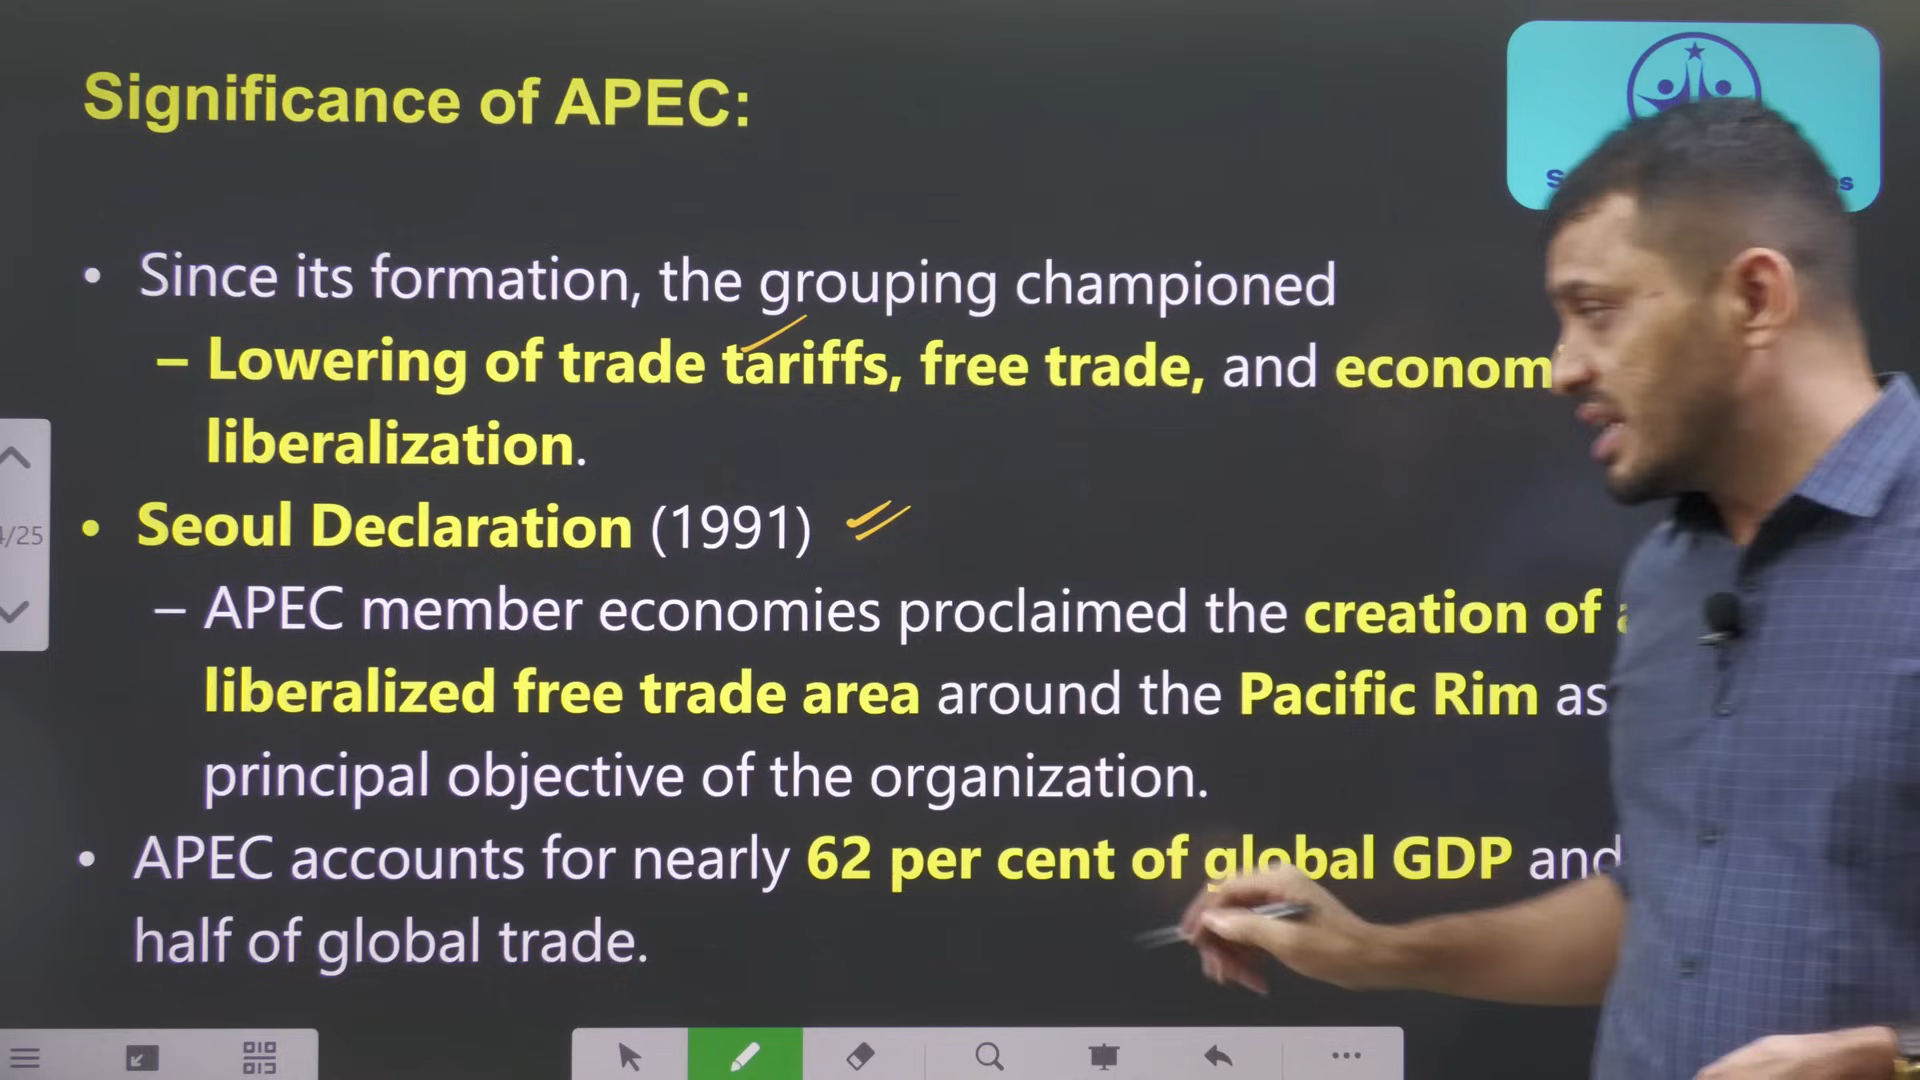 Significance of APEC:
• Since its formation, the grouping championed
– Lowering of trade tariffs, free trade, and econom
liberalization.
• Seoul Declaration (1991)
– APEC member economies proclaimed the creation of
liberalized free trade area around the Pacific Rim as
principal objective of the organization.
• APEC accounts for nearly 62 per cent of global GDP and
half of global trade.
/25